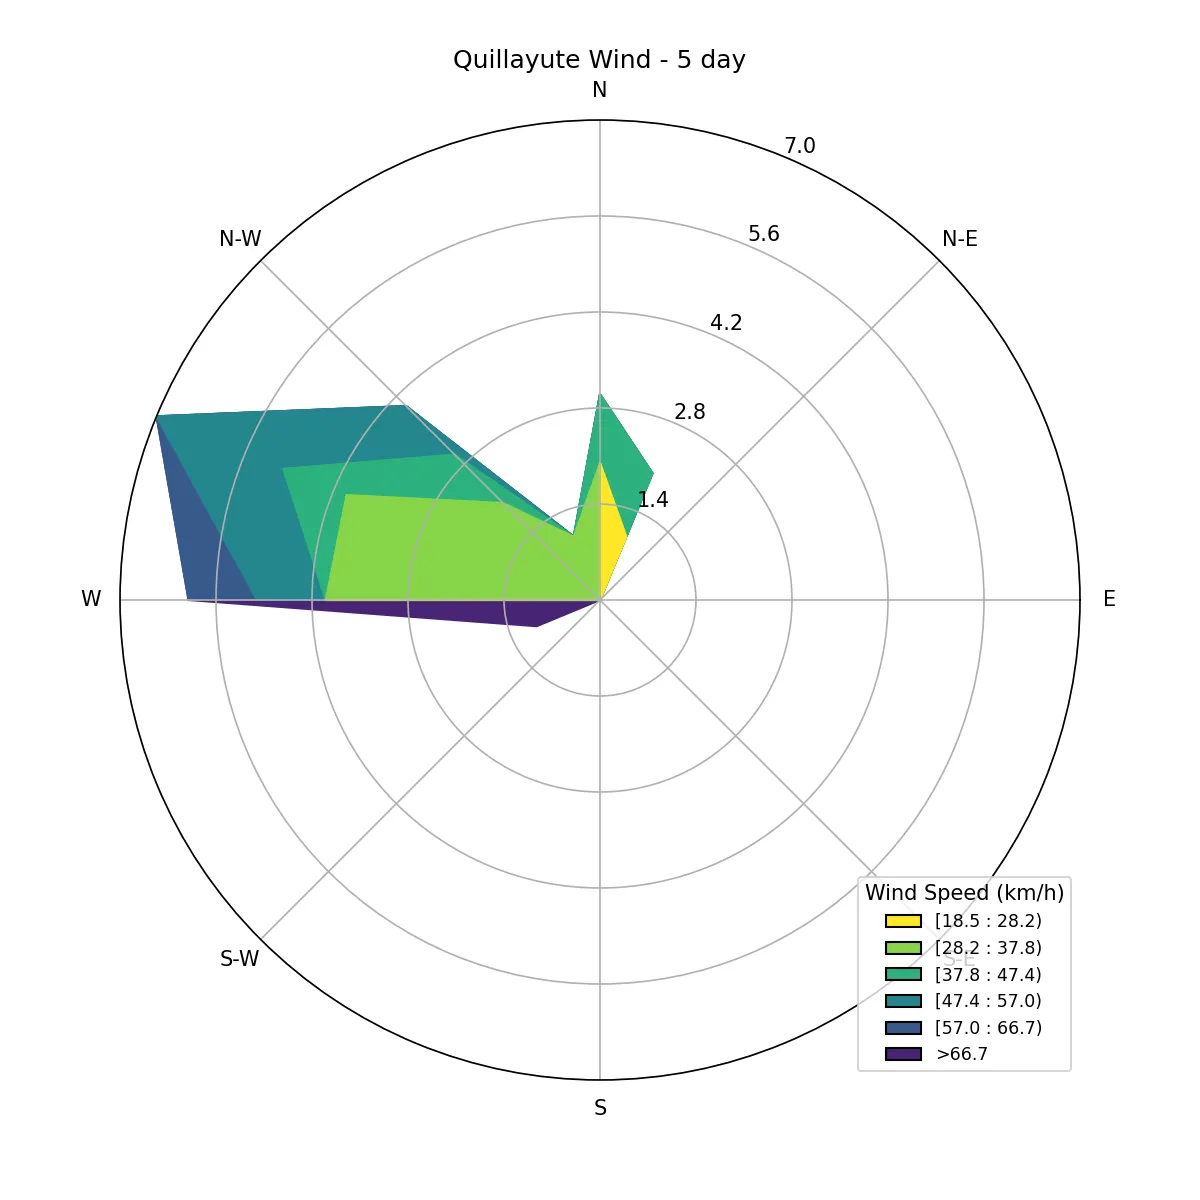 Quillayute Wind - 5 day
N
7.0
N-W
5.6
N-E
4.2
2.8
1.4
W
E
S-W
S-E
S
Wind Speed (km/h)
[18.5 : 28.2)
[28.2 : 37.8)
[37.8 : 47.4)
[47.4 : 57.0)
[57.0 : 66.7)
>66.7